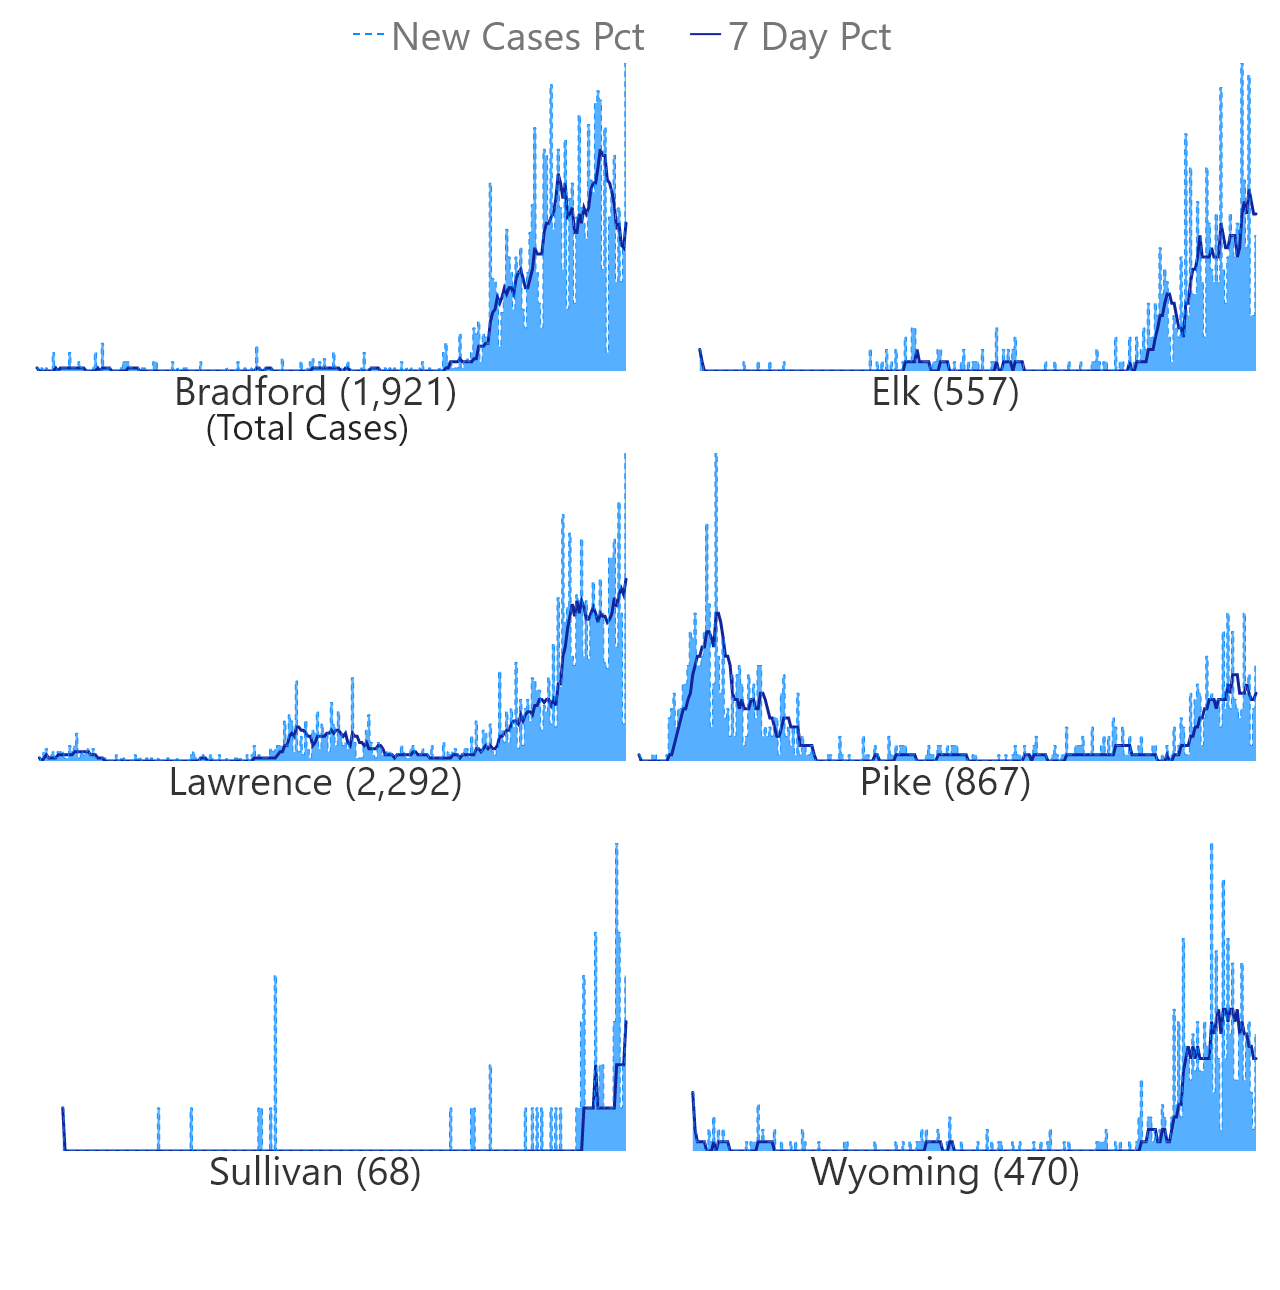 New Cases Pct 7 Day Pct
Bradford (1,921) Elk (557)
(Total Cases)
Lawrence (2,292) Pike (867)
Sullivan (68) Wyoming (470)